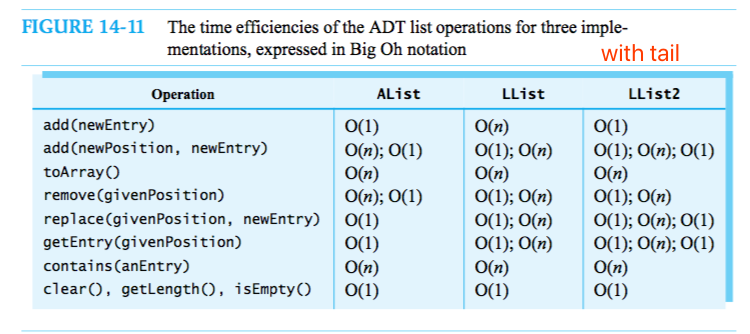 FIGURE 14-11 The time efficiencies of the ADT list operations for three imple-
mentations, expressed in Big Oh notation
with tail
Operation AList LList LList2
add(newEntry) O(1) O(n) O(1)
add(newPosition, newEntry) O(n); O(1) O(1); O(n) O(1); O(n); O(1)
toArray() O(n) O(n) O(n)
remove(givenPosition) O(n); O(1) O(1); O(n) O(1); O(n)
replace(givenPosition, newEntry) O(1) O(1); O(n) O(1); O(n); O(1)
getEntry(givenPosition) O(1) O(1); O(n) O(1); O(n); O(1)
contains(anEntry) O(n) O(n) O(n)
clear(), getLength(), isEmpty() O(1) O(1) O(1)